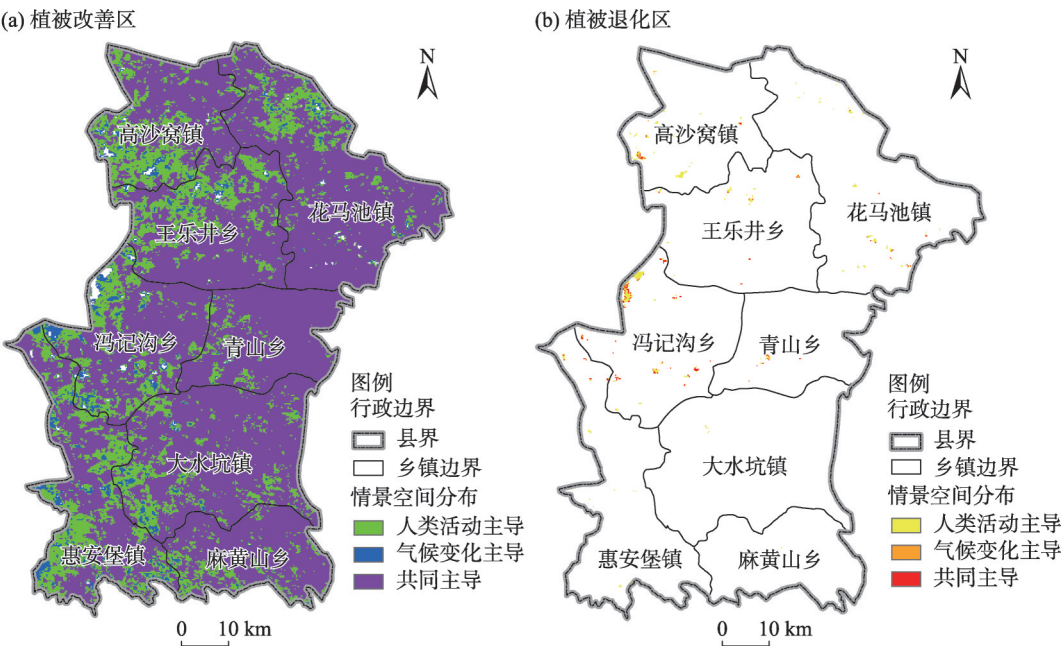 (a) 植被改善区
N
高沙窝镇
花马池镇
王乐井乡
冯记沟乡
青山乡
大水坑镇
惠安堡镇
麻黄山乡
图例
行政边界
县界
乡镇边界
情景空间分布
人类活动主导
气候变化主导
共同主导
0 10 km
(b) 植被退化区
N
高沙窝镇
花马池镇
王乐井乡
冯记沟乡
青山乡
大水坑镇
惠安堡镇
麻黄山乡
图例
行政边界
县界
乡镇边界
情景空间分布
人类活动主导
气候变化主导
共同主导
0 10 km